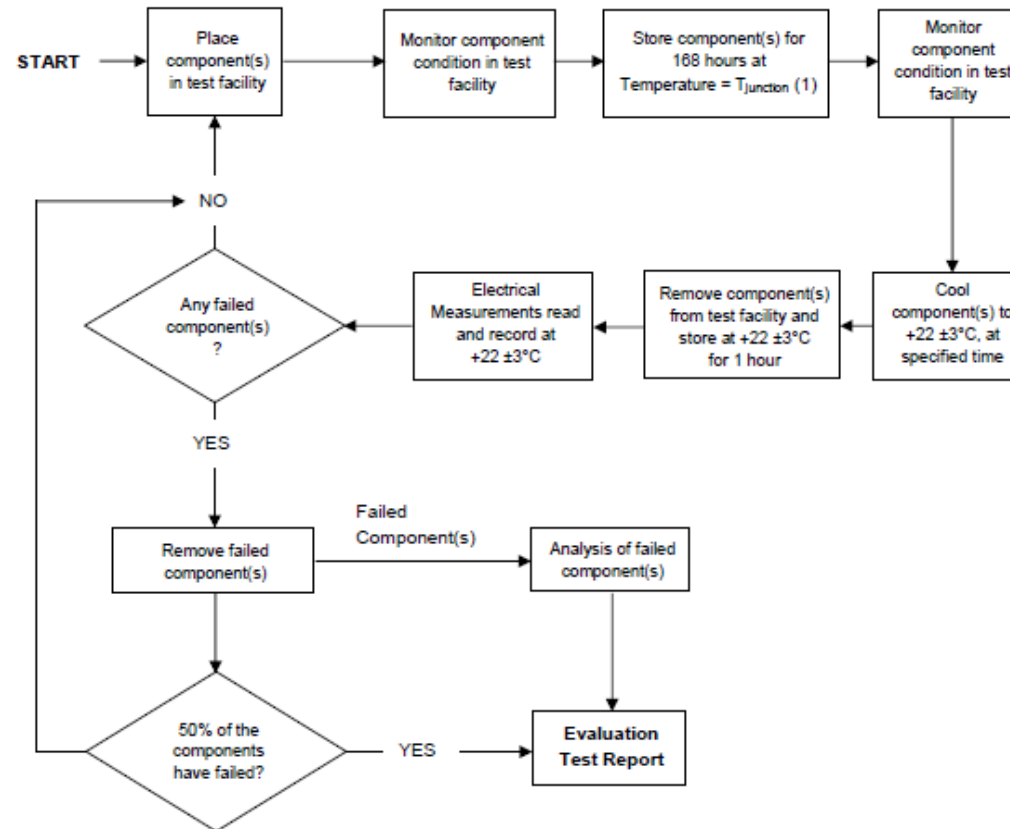 START
Place
component(s)
in test facility
Monitor component
condition in test
facility
Store component(s) for
168 hours at
Temperature = TJunction (1)
Monitor
component
condition in test
facility
NO
Any failed
component(s)
?
Electrical
Measurements read
and record at
+22 ±3°C
Remove component(s)
from test facility and
store at +22 ±3°C
for 1 hour
Cool
component(s) to
+22 ±3°C, at
specified time
YES
Remove failed
component(s)
Failed
Component(s)
Analysis of failed
component(s)
50% of the
components
have failed?
YES
Evaluation
Test Report